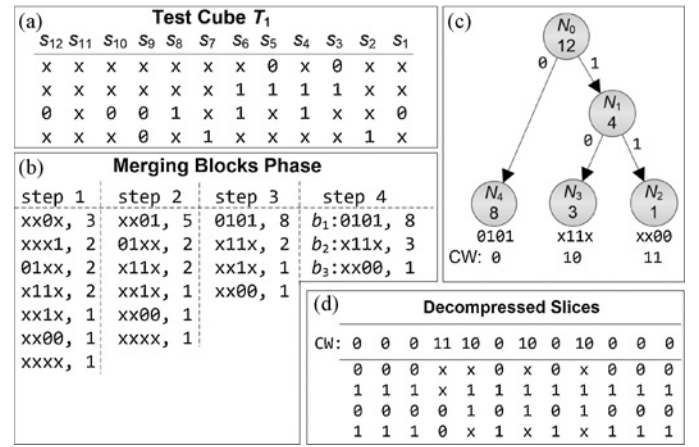 (a) Test Cube T1
S12 S11 S10 S9 S8 S7 S6 S5 S4 S3 S2 S1
x x x x x x x 0 x 0 x x
x x x x x x 1 1 1 1 x x
0 x 0 0 1 x 1 x 1 x x 0
x x x 0 x 1 x x x x 1 x
(b) Merging Blocks Phase
step 1 step 2 step 3 step 4
xx0x, 3 xx01, 5 0101, 8 b1:0101, 8
xxx1, 2 01xx, 2 x11x, 2 b2:x11x, 3
01xx, 2 x11x, 2 xx1x, 1 b3:xx00, 1
x11x, 2 xx1x, 1 xx00, 1
xx1x, 1 xx00, 1
xx00, 1 xxxx, 1
xxxx, 1
(c)
N0
12
0 1
N1
4
0 1
N4 N3 N2
8 3 1
0101 x11x xx00
CW: 0 10 11
(d) Decompressed Slices
CW: 0 0 0 11 10 0 10 0 10 0 0 0
0 0 0 x x 0 x 0 x 0 0 0
1 1 1 x 1 1 1 1 1 1 1 1
0 0 0 0 1 0 1 0 1 0 0 0
1 1 1 0 x 1 x 1 x 1 1 1